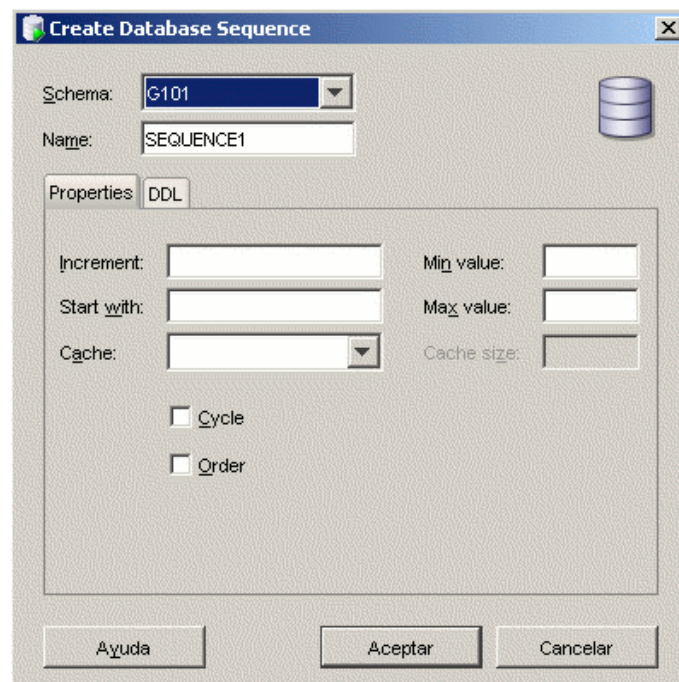 Create Database Sequence
Schema: G101
Name: SEQUENCE1
Properties DDL
Increment: Min value:
Start with: Max value:
Cache: Cache size:
Cycle
Order
Ayuda Aceptar Cancelar